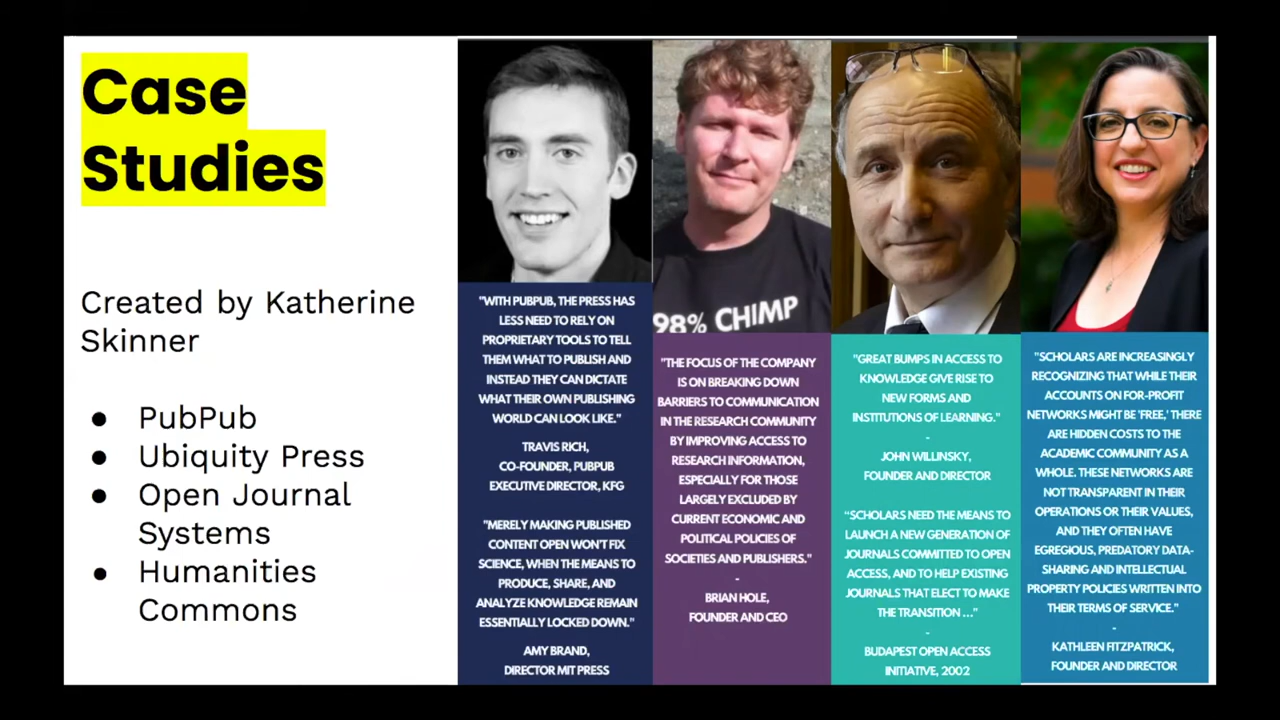 Case
Studies
Created by Katherine
Skinner
● PubPub
● Ubiquity Press
● Open Journal
Systems
● Humanities
Commons
"WITH PUBPUB, THE PRESS HAS
LESS NEED TO RELY ON
PROPRIETARY TOOLS TO TELL
THEM WHAT TO PUBLISH AND
INSTEAD THEY CAN DICTATE
WHAT THEIR OWN PUBLISHING
WORLD CAN LOOK LIKE."
TRAVIS RICH,
CO-FOUNDER, PUBPUB
EXECUTIVE DIRECTOR, KFG
"MERELY MAKING PUBLISHED
CONTENT OPEN WON'T FIX
SCIENCE, WHEN THE MEANS TO
PRODUCE, SHARE, AND
ANALYZE KNOWLEDGE REMAIN
ESSENTIALLY LOCKED DOWN."
AMY BRAND,
DIRECTOR MIT PRESS
98% CHIMP
"THE FOCUS OF THE COMPANY
IS ON BREAKING DOWN
BARRIERS TO COMMUNICATION
IN THE RESEARCH COMMUNITY
BY IMPROVING ACCESS TO
RESEARCH INFORMATION,
ESPECIALLY FOR THOSE
LARGELY EXCLUDED BY
CURRENT ECONOMIC AND
POLITICAL POLICIES OF
SOCIETIES AND PUBLISHERS."
-
BRIAN HOLE,
FOUNDER AND CEO
"GREAT BUMPS IN ACCESS TO
KNOWLEDGE GIVE RISE TO
NEW FORMS AND
INSTITUTIONS OF LEARNING."
-
JOHN WILLINSKY,
FOUNDER AND DIRECTOR
"SCHOLARS NEED THE MEANS TO
LAUNCH A NEW GENERATION OF
JOURNALS COMMITTED TO OPEN
ACCESS, AND TO HELP EXISTING
JOURNALS THAT ELECT TO MAKE
THE TRANSITION ..."
-
BUDAPEST OPEN ACCESS
INITIATIVE, 2002
"SCHOLARS ARE INCREASINGLY
RECOGNIZING THAT WHILE THEIR
ACCOUNTS ON FOR-PROFIT
NETWORKS MIGHT BE 'FREE,' THERE
ARE HIDDEN COSTS TO THE
ACADEMIC COMMUNITY AS A
WHOLE. THESE NETWORKS ARE
NOT TRANSPARENT IN THEIR
OPERATIONS OR THEIR VALUES,
AND THEY OFTEN HAVE
EGREGIOUS, PREDATORY DATA-
SHARING AND INTELLECTUAL
PROPERTY POLICIES WRITTEN INTO
THEIR TERMS OF SERVICE."
-
KATHLEEN FITZPATRICK,
FOUNDER AND DIRECTOR